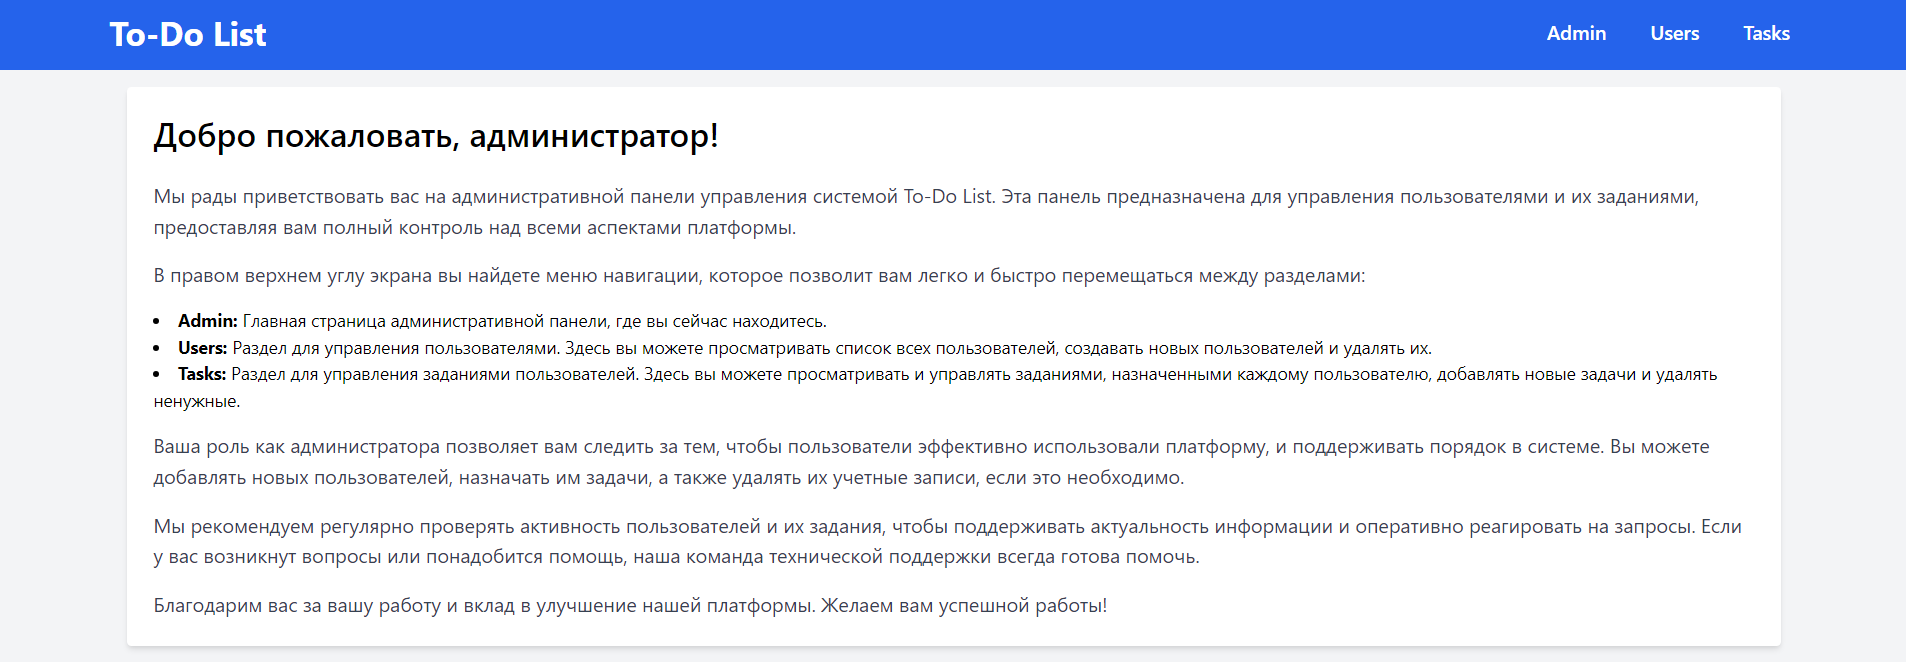 To-Do List
Admin Users Tasks
Добро пожаловать, администратор!
Мы рады приветствовать вас на административной панели управления системой To-Do List. Эта панель предназначена для управления пользователями и их заданиями,
предоставляя вам полный контроль над всеми аспектами платформы.
В правом верхнем углу экрана вы найдете меню навигации, которое позволит вам легко и быстро перемещаться между разделами:
• Admin: Главная страница административной панели, где вы сейчас находитесь.
• Users: Раздел для управления пользователями. Здесь вы можете просматривать список всех пользователей, создавать новых пользователей и удалять их.
• Tasks: Раздел для управления заданиями пользователей. Здесь вы можете просматривать и управлять заданиями, назначенными каждому пользователю, добавлять новые задачи и удалять
ненужные.
Ваша роль как администратора позволяет вам следить за тем, чтобы пользователи эффективно использовали платформу, и поддерживать порядок в системе. Вы можете
добавлять новых пользователей, назначать им задачи, а также удалять их учетные записи, если это необходимо.
Мы рекомендуем регулярно проверять активность пользователей и их задания, чтобы поддерживать актуальность информации и оперативно реагировать на запросы. Если
у вас возникнут вопросы или понадобится помощь, наша команда технической поддержки всегда готова помочь.
Благодарим вас за вашу работу и вклад в улучшение нашей платформы. Желаем вам успешной работы!